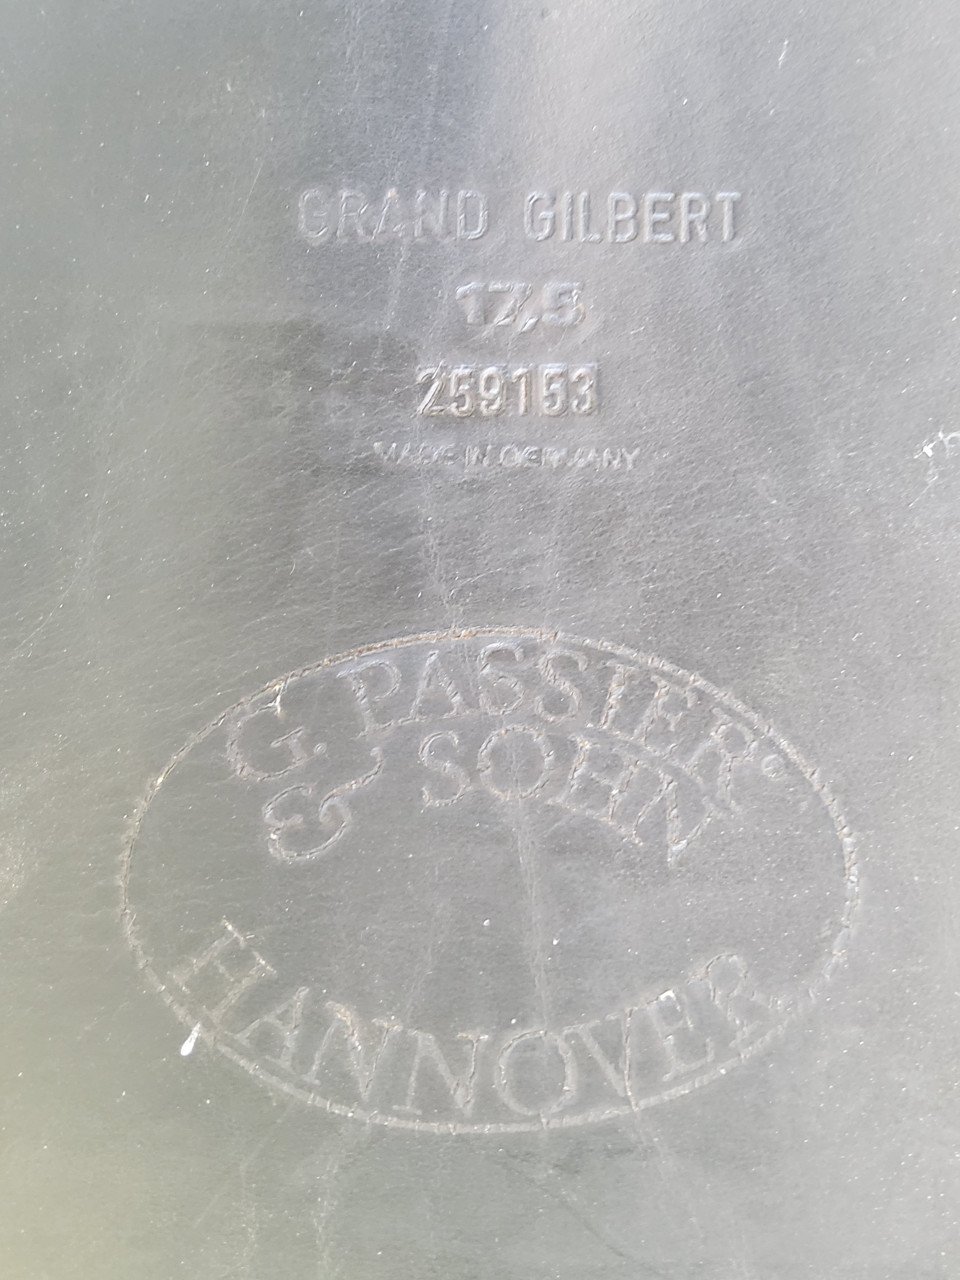 GRAND GILBERT
17,5
259153
MADE IN GERMANY
G. PASSIER
& SOHN
HANNOVER